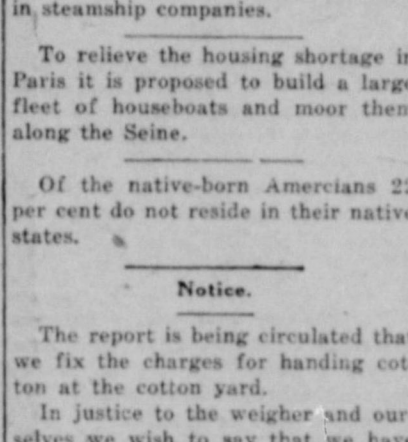 in steamship companies.
To relieve the housing shortage in
Paris it is proposed to build a large
fleet of houseboats and moor them
along the Seine.
Of the native-born Amercians 22
per cent do not reside in their native
states.
Notice.
The report is being circulated that
we fix the charges for handing cot
ton at the cotton yard.
In justice to the weigher and our
selves we wish to say that we have